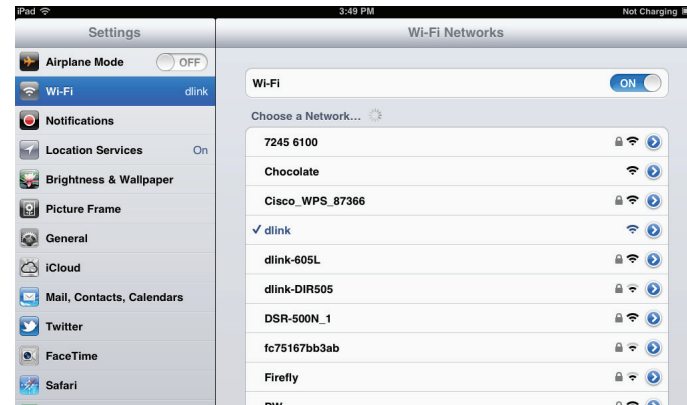 iPad 3:49 PM Not Charging
Settings
Wi-Fi Networks
Airplane Mode OFF
Wi-Fi dlink
Notifications
Location Services On
Brightness & Wallpaper
Picture Frame
General
iCloud
Mail, Contacts, Calendars
Twitter
FaceTime
Safari
Wi-Fi ON
Choose a Network...
7245 6100
Chocolate
Cisco_WPS_87366
✓ dlink
dlink-605L
dlink-DIR505
DSR-500N_1
fc75167bb3ab
Firefly